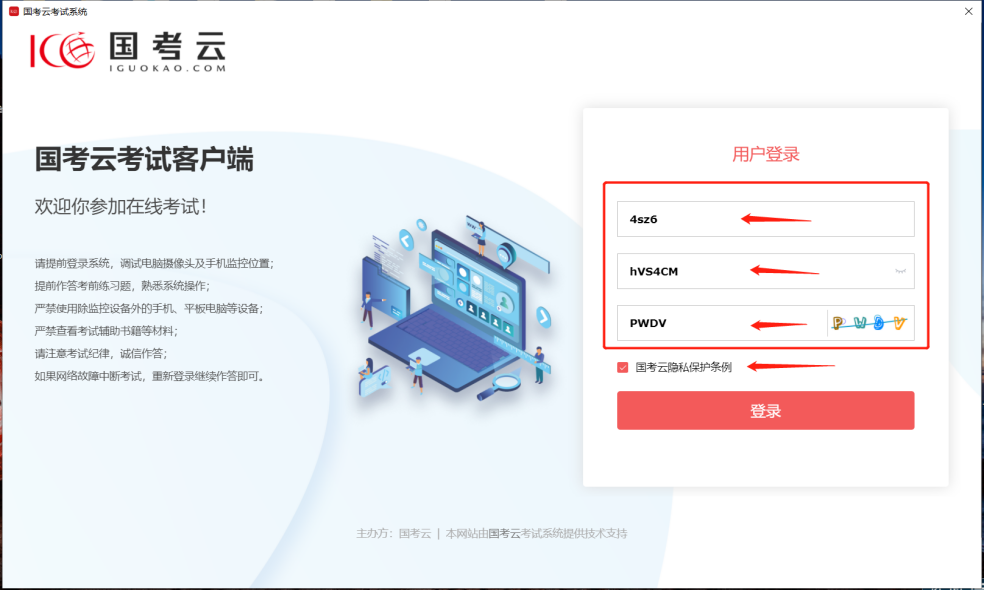 国考云考试系统
国考云
IGUOKAO.COM
国考云考试客户端
欢迎你参加在线考试！
请提前登录系统，调试电脑摄像头及手机监控位置；
提前作答考前练习题，熟悉系统操作；
严禁使用除监控设备外的手机、平板电脑等设备；
严禁查看考试辅助书籍等材料；
请注意考试纪律，诚信作答；
如果网络故障中断考试，重新登录继续作答即可。
用户登录
4sz6
hVS4CM
PWDV
PWDV
国考云隐私保护条例
登录
主办方：国考云 | 本网站由国考云考试系统提供技术支持